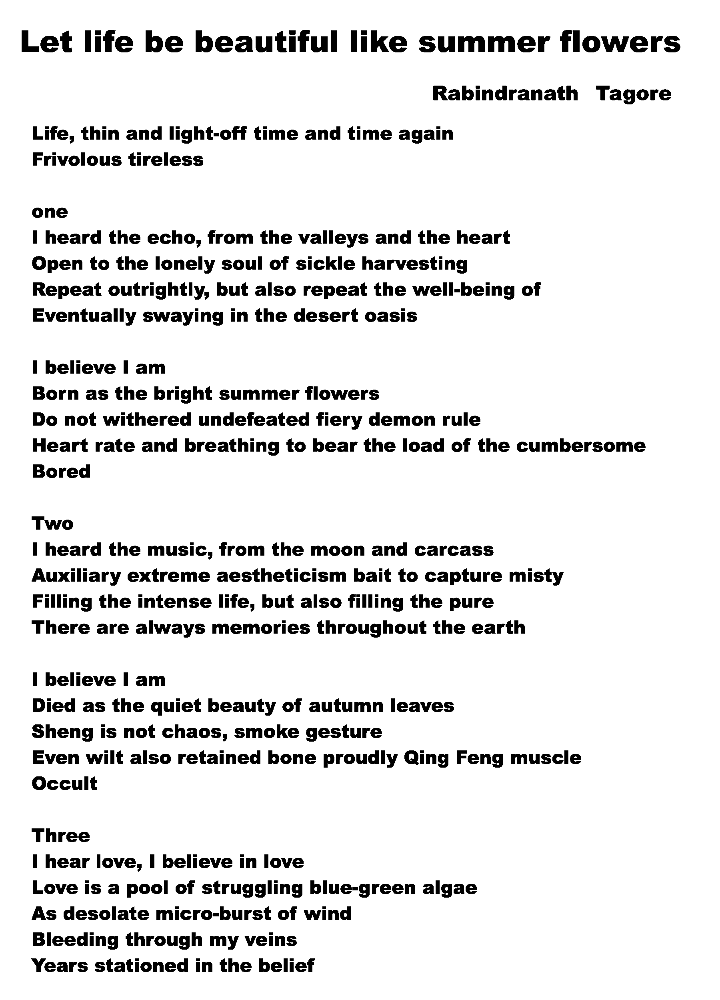 Let life be beautiful like summer flowers
Rabindranath Tagore
Life, thin and light-off time and time again
Frivolous tireless
one
I heard the echo, from the valleys and the heart
Open to the lonely soul of sickle harvesting
Repeat outrightly, but also repeat the well-being of
Eventually swaying in the desert oasis
I believe I am
Born as the bright summer flowers
Do not withered undefeated fiery demon rule
Heart rate and breathing to bear the load of the cumbersome
Bored
Two
I heard the music, from the moon and carcass
Auxiliary extreme aestheticism bait to capture misty
Filling the intense life, but also filling the pure
There are always memories throughout the earth
I believe I am
Died as the quiet beauty of autumn leaves
Sheng is not chaos, smoke gesture
Even wilt also retained bone proudly Qing Feng muscle
Occult
Three
I hear love, I believe in love
Love is a pool of struggling blue-green algae
As desolate micro-burst of wind
Bleeding through my veins
Years stationed in the belief